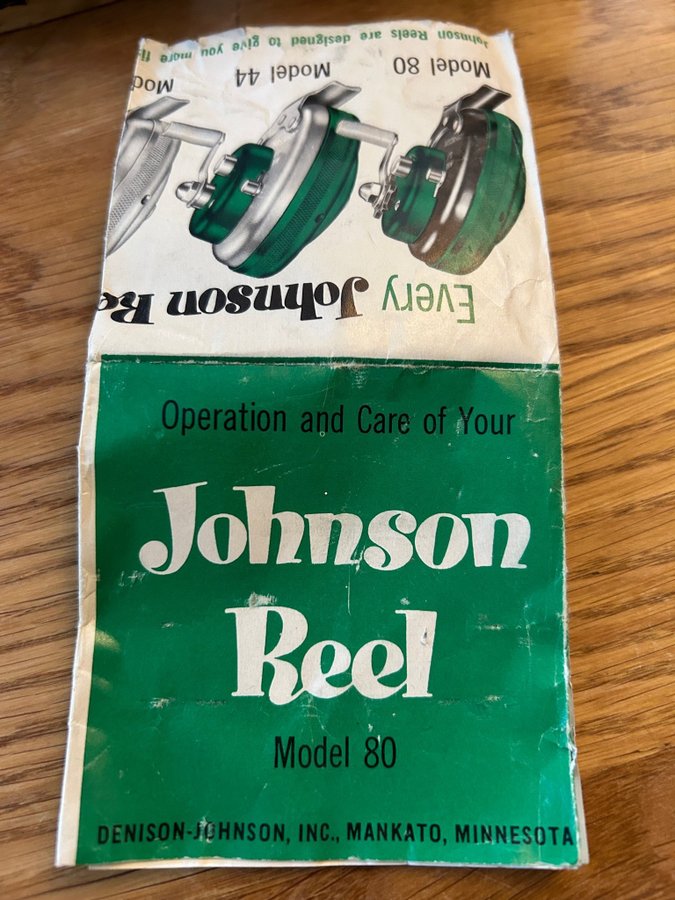 Johnson Reels are designed to give you more
Model 80 Model 44
Every Johnson
Operation and Care of Your
Johnson
Reel
Model 80
DENISON-JOHNSON, INC., MANKATO, MINNESOTA